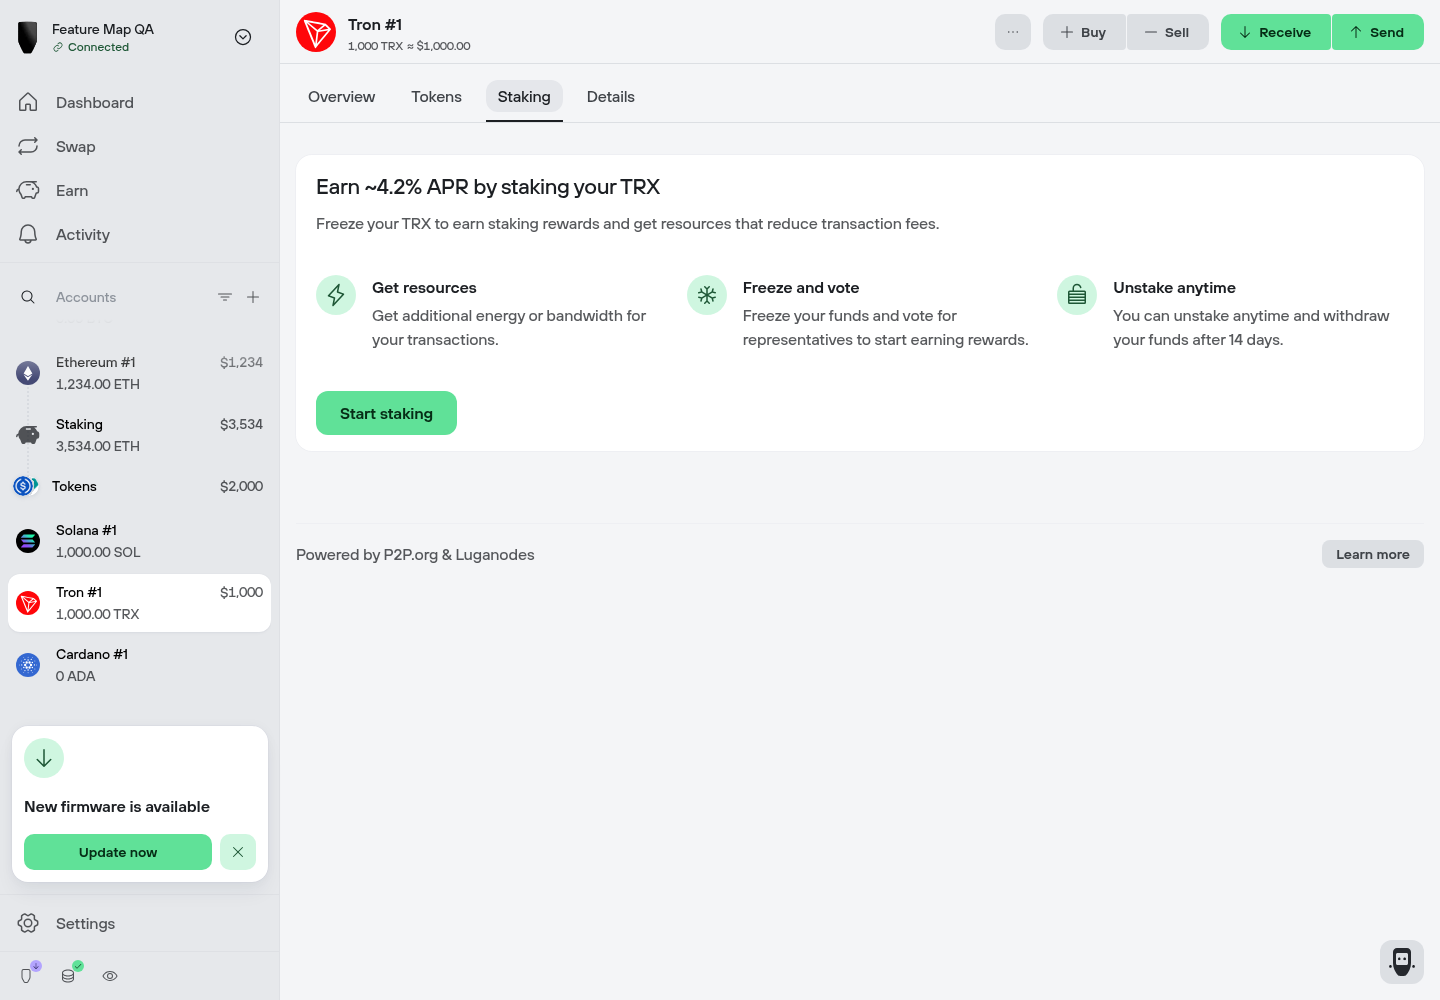 Feature Map QA
Connected
Dashboard
Swap
Earn
Activity
Accounts
Ethereum #1
$1,234
1,234.00 ETH
Staking
$3,534
3,534.00 ETH
Tokens
$2,000
Solana #1
1,000.00 SOL
Tron #1
$1,000
1,000.00 TRX
Cardano #1
0 ADA
New firmware is available
Update now
Settings
Tron #1
1,000 TRX ≈ $1,000.00
Buy
Sell
Receive
Send
Overview
Tokens
Staking
Details
Earn ~4.2% APR by staking your TRX
Freeze your TRX to earn staking rewards and get resources that reduce transaction fees.
Get resources
Get additional energy or bandwidth for
your transactions.
Freeze and vote
Freeze your funds and vote for
representatives to start earning rewards.
Unstake anytime
You can unstake anytime and withdraw
your funds after 14 days.
Start staking
Powered by P2P.org & Luganodes
Learn more